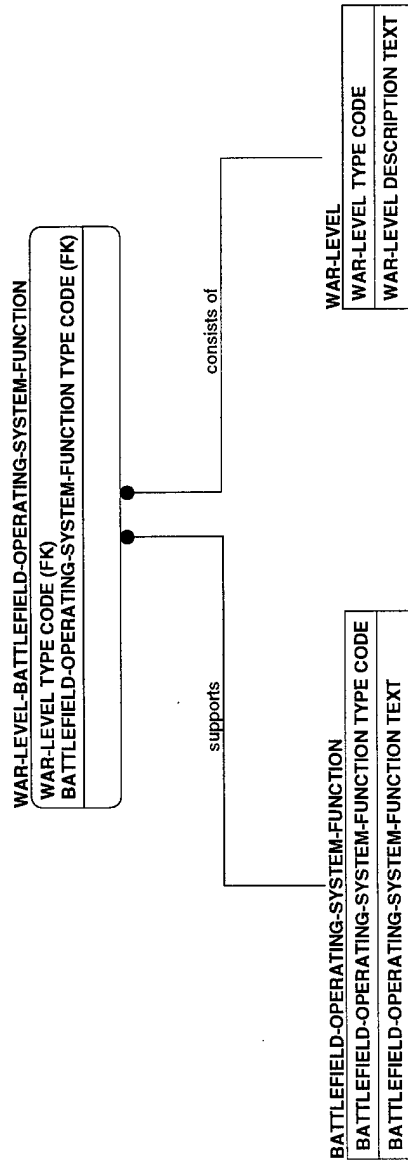 WAR-LEVEL-BATTLEFIELD-OPERATING-SYSTEM-FUNCTION
WAR-LEVEL TYPE CODE (FK)
BATTLEFIELD-OPERATING-SYSTEM-FUNCTION TYPE CODE (FK)
supports
consists of
BATTLEFIELD-OPERATING-SYSTEM-FUNCTION
BATTLEFIELD-OPERATING-SYSTEM-FUNCTION TYPE CODE
BATTLEFIELD-OPERATING-SYSTEM-FUNCTION TEXT
WAR-LEVEL
WAR-LEVEL TYPE CODE
WAR-LEVEL DESCRIPTION TEXT